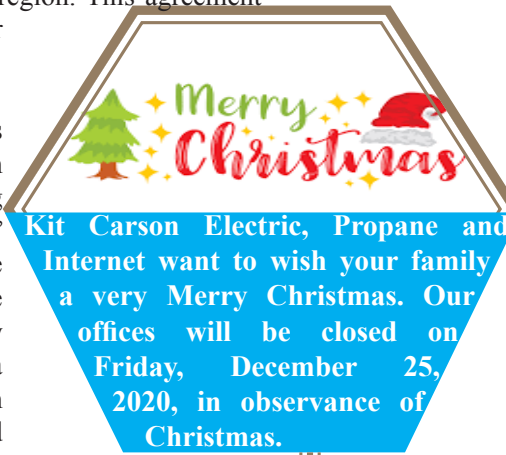 region. This agreement
Merry
Christmas
Kit Carson Electric, Propane and
Internet want to wish your family
a very Merry Christmas. Our
offices will be closed on
Friday, December 25,
2020, in observance of
Christmas.